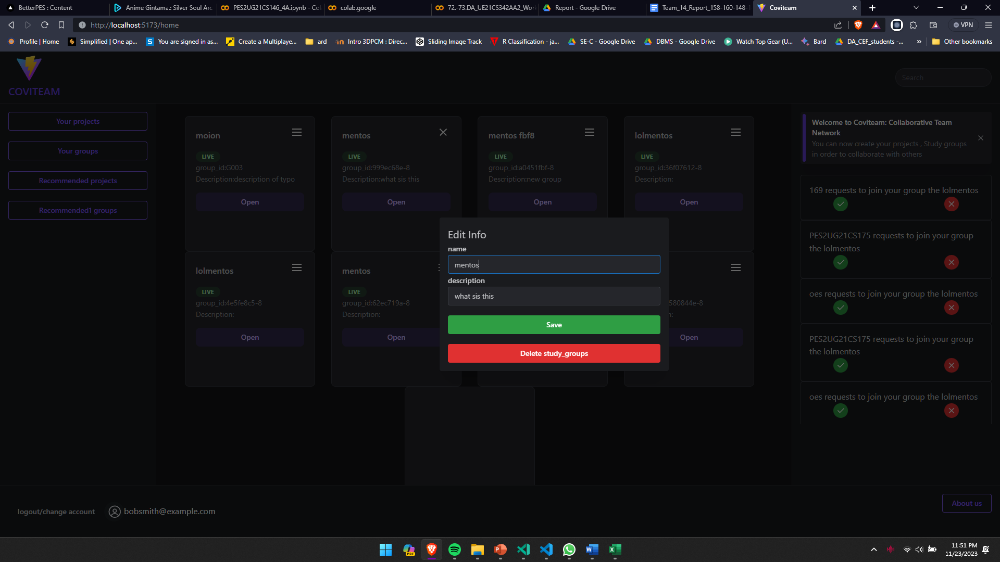 BetterPES : Content
Anime Gintama.: Silver Soul Arc
PES2UG21CS146_4A.ipynb - Col
colab.google
72.-73.DA_UE21CS342AA2_Work
Report - Google Drive
Team_14_Report_158-160-148-1
Coviteam
http://localhost:5173/home
VPN
Profile | Home
Simplified | One ap...
You are signed in as...
Create a Multiplaye...
ard
Intro 3DPCM : Direc...
Sliding Image Track
R Classification - ja...
SE-C - Google Drive
DBMS - Google Drive
Watch Top Gear (U...
Bard
DA_CEF_students -...
Other bookmarks
COVITEAM
Search
Your projects
Your groups
Recommended projects
Recommended1 groups
moion
LIVE
group_id:G003
Description:description of typo
Open
mentos
LIVE
group_id:999ec68e-8
Description:what sis this
Open
mentos fbf8
LIVE
group_id:a0451fbf-8
Description:new group
Open
lolmentos
LIVE
group_id:36f07612-8
Description:
Open
lolmentos
LIVE
group_id:4e5fe8c5-8
Description:
Open
mentos
LIVE
group_id:62ec719a-8
Description:
Open
580844e-8
Open
Edit Info
name
mentos
description
what sis this
Save
Delete study_groups
Welcome to Coviteam: Collaborative Team
Network
You can now create your projects , Study groups
in order to collaborate with others
169 requests to join your group the lolmentos
PES2UG21CS175 requests to join your group
the lolmentos
oes requests to join your group the lolmentos
PES2UG21CS175 requests to join your group
the lolmentos
oes requests to join your group the lolmentos
logout/change account
bobsmith@example.com
About us
PRE
11:51 PM
11/23/2023